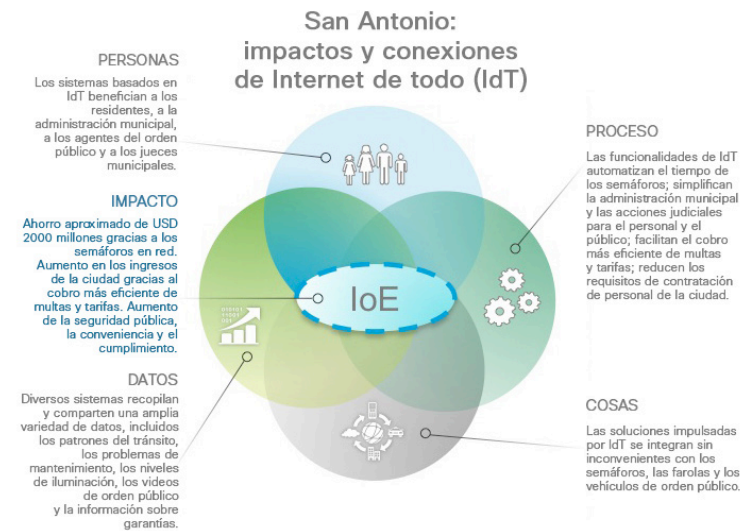 San Antonio:
impactos y conexiones
de Internet de todo (IdT)
PERSONAS
Los sistemas basados en
IdT benefician a los
residentes, a la
administración municipal,
a los agentes del orden
público y a los jueces
municipales.
IMPACTO
Ahorro aproximado de USD
2000 millones gracias a los
semáforos en red.
Aumento en los ingresos
de la ciudad gracias al
cobro más eficiente de
multas y tarifas. Aumento
de la seguridad pública,
la conveniencia y el
cumplimiento.
DATOS
Diversos sistemas recopilan
y comparten una amplia
variedad de datos, incluidos
los patrones del tránsito,
los problemas de
mantenimiento, los niveles
de iluminación, los videos
de orden público
y la información sobre
garantías.
IoE
PROCESO
Las funcionalidades de IdT
automatizan el tiempo de
los semáforos; simplifican
la administración municipal
y las acciones judiciales
para el personal y el
público; facilitan el cobro
más eficiente de multas
y tarifas; reducen los
requisitos de contratación
de personal de la ciudad.
COSAS
Las soluciones impulsadas
por IdT se integran sin
inconvenientes con los
semáforos, las farolas y los
vehículos de orden público.